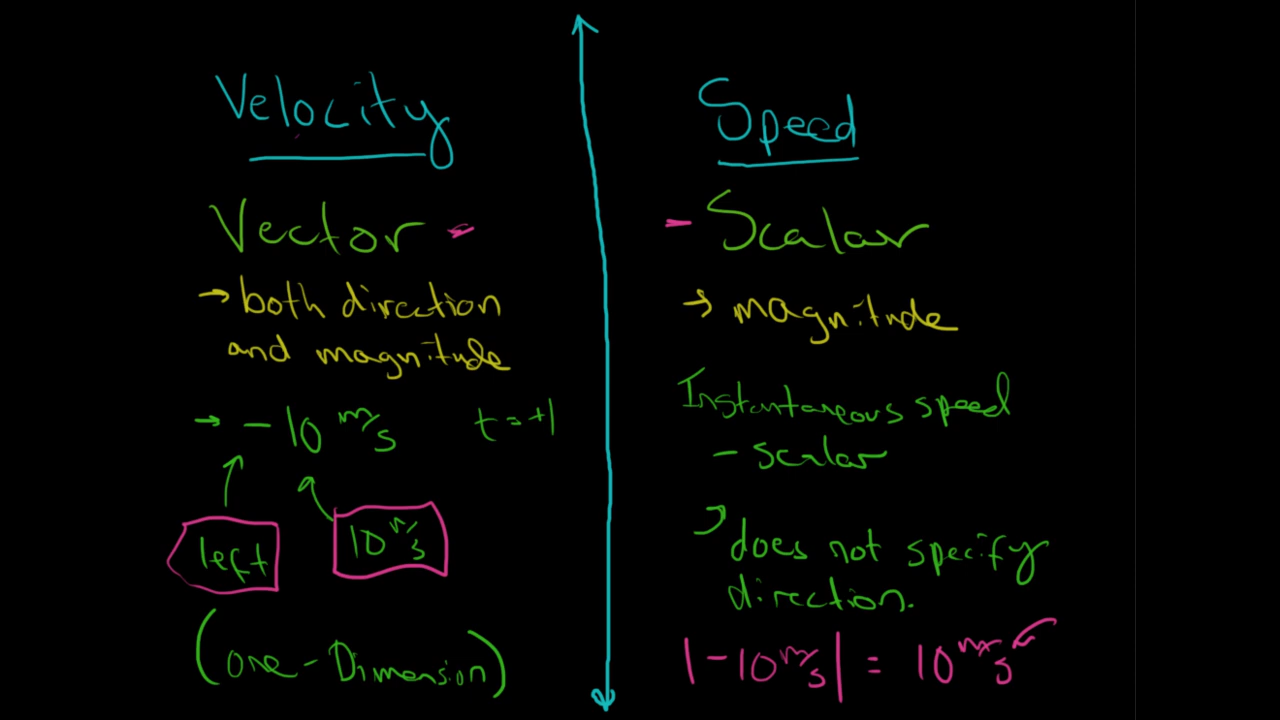 Velocity
Vector -
→ both direction
and magnitude
→ -10 m/s t=+1
left 10 m/s
(one-Dimension)
Speed
- Scalar
→ magnitude
Instantaneous speed
- scalar
does not specify
direction.
|-10 m/s| = 10 m/s